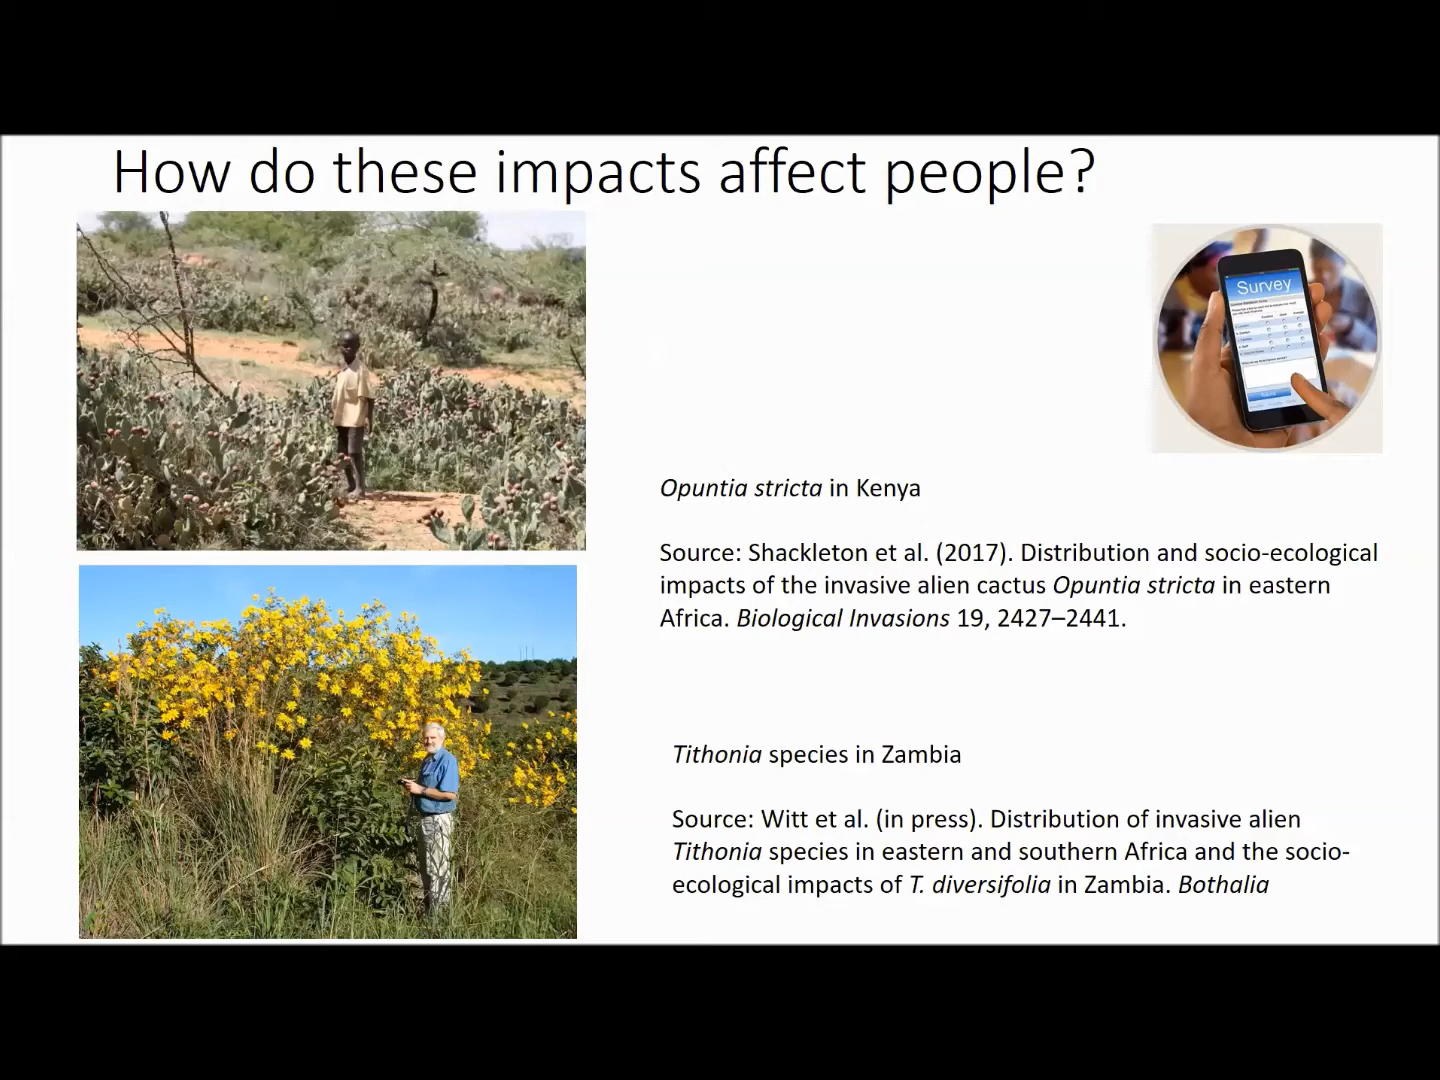 How do these impacts affect people?
Survey
Opuntia stricta in Kenya
Source: Shackleton et al. (2017). Distribution and socio-ecological
impacts of the invasive alien cactus Opuntia stricta in eastern
Africa. Biological Invasions 19, 2427–2441.
Tithonia species in Zambia
Source: Witt et al. (in press). Distribution of invasive alien
Tithonia species in eastern and southern Africa and the socio-
ecological impacts of T. diversifolia in Zambia. Bothalia